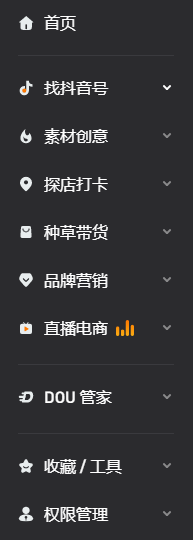 首页
找抖音号
素材创意
探店打卡
种草带货
品牌营销
直播电商
DOU 管家
收藏 / 工具
权限管理